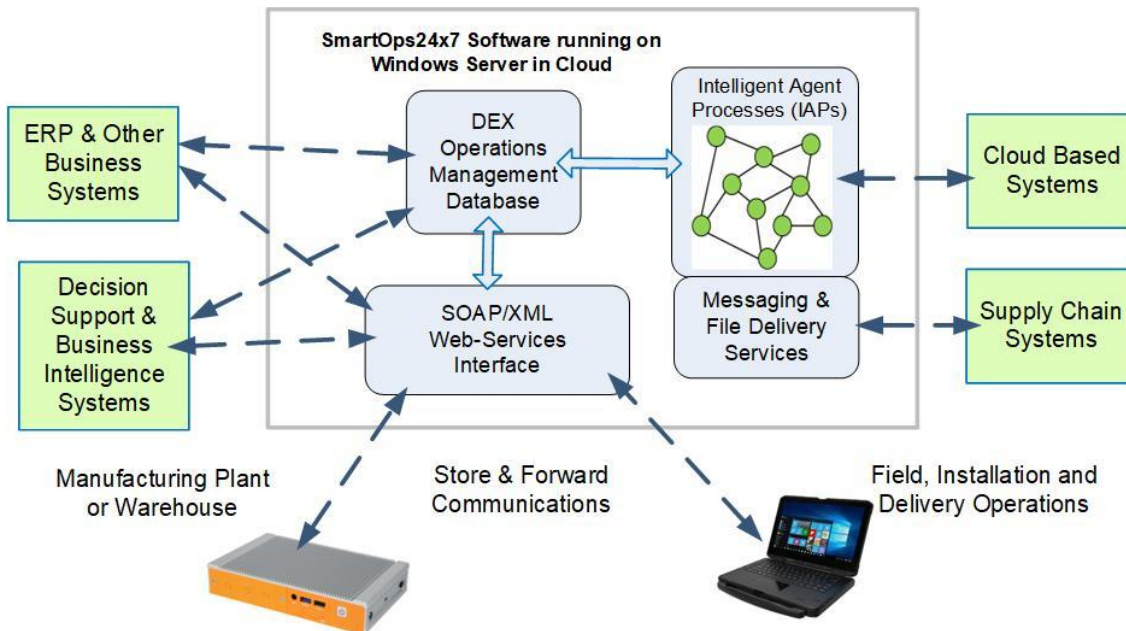 SmartOps24x7 Software running on
Windows Server in Cloud
ERP & Other
Business
Systems
DEX
Operations
Management
Database
Intelligent Agent
Processes (IAPs)
Cloud Based
Systems
Decision
Support &
Business
Intelligence
Systems
SOAP/XML
Web-Services
Interface
Messaging &
File Delivery
Services
Supply Chain
Systems
Manufacturing Plant
or Warehouse
Store & Forward
Communications
Field, Installation and
Delivery Operations